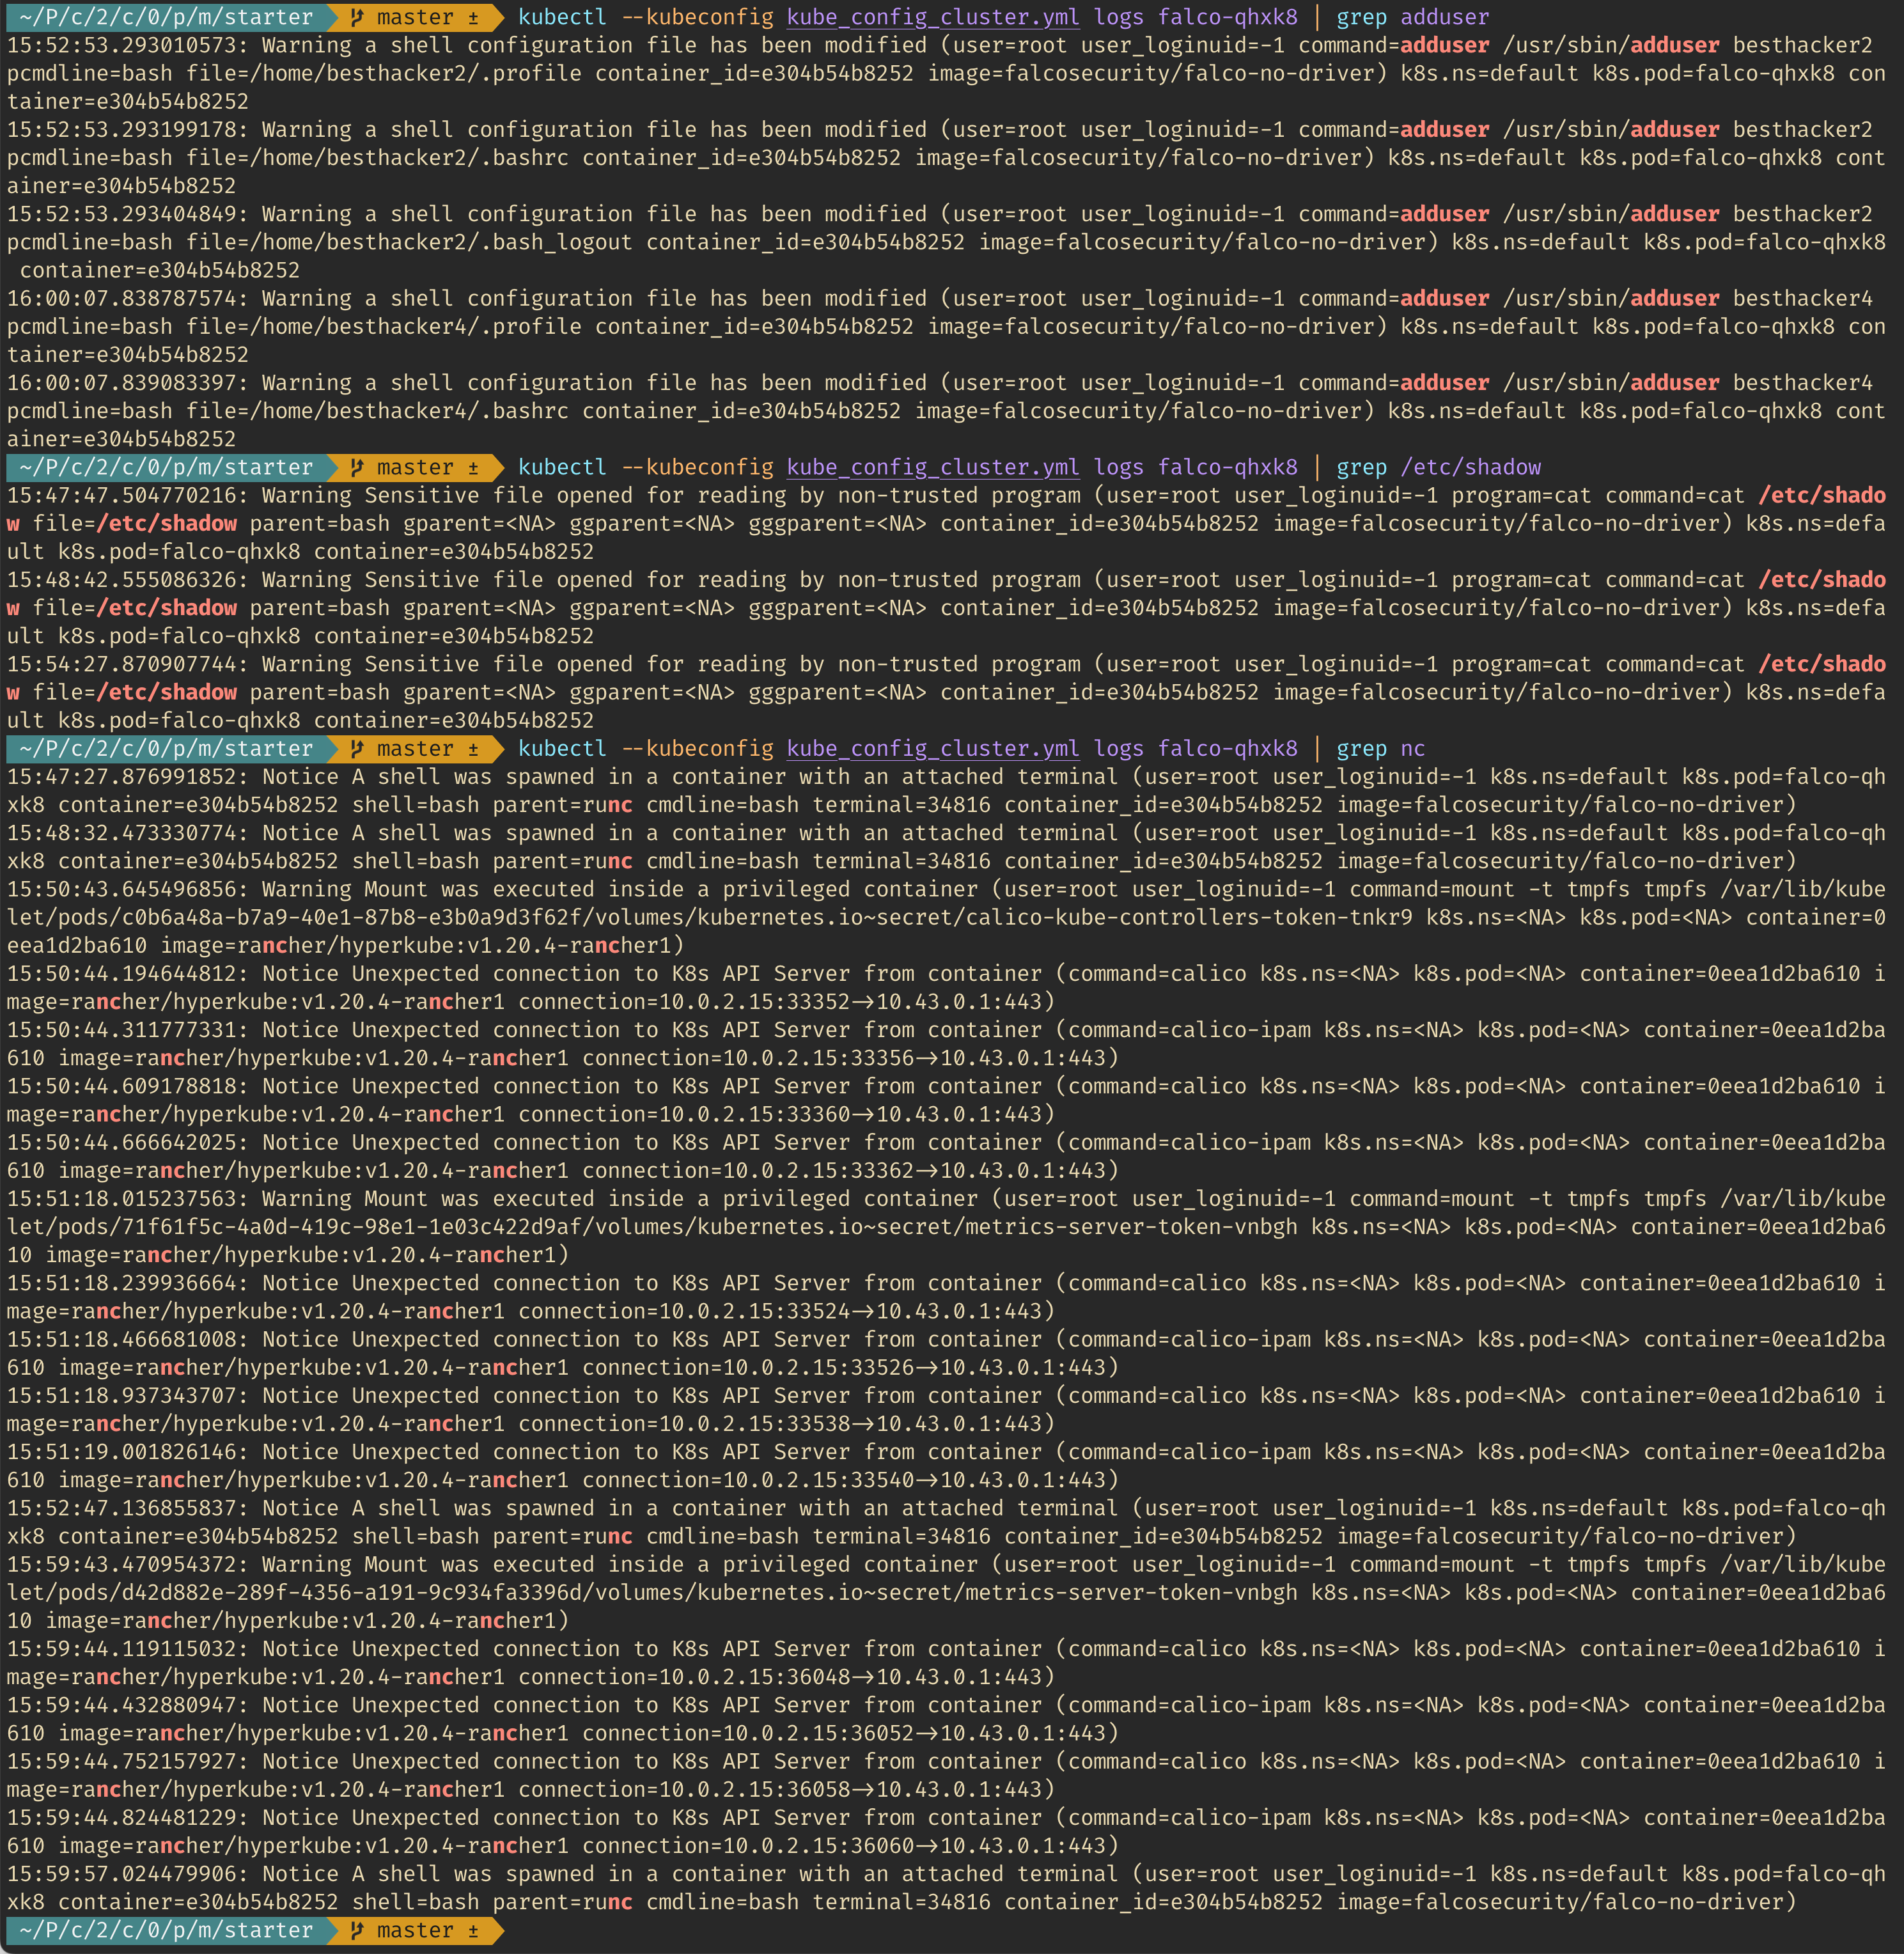 ~/P/c/2/c/0/p/m/starter master ± kubectl --kubeconfig kube_config_cluster.yml logs falco-qhxk8 | grep adduser
15:52:53.293010573: Warning a shell configuration file has been modified (user=root user_loginuid=-1 command=adduser /usr/sbin/adduser besthacker2
pcmdline=bash file=/home/besthacker2/.profile container_id=e304b54b8252 image=falcosecurity/falco-no-driver) k8s.ns=default k8s.pod=falco-qhxk8 con
tainer=e304b54b8252
15:52:53.293199178: Warning a shell configuration file has been modified (user=root user_loginuid=-1 command=adduser /usr/sbin/adduser besthacker2
pcmdline=bash file=/home/besthacker2/.bashrc container_id=e304b54b8252 image=falcosecurity/falco-no-driver) k8s.ns=default k8s.pod=falco-qhxk8 cont
ainer=e304b54b8252
15:52:53.293404849: Warning a shell configuration file has been modified (user=root user_loginuid=-1 command=adduser /usr/sbin/adduser besthacker2
pcmdline=bash file=/home/besthacker2/.bash_logout container_id=e304b54b8252 image=falcosecurity/falco-no-driver) k8s.ns=default k8s.pod=falco-qhxk8
 container=e304b54b8252
16:00:07.838787574: Warning a shell configuration file has been modified (user=root user_loginuid=-1 command=adduser /usr/sbin/adduser besthacker4
pcmdline=bash file=/home/besthacker4/.profile container_id=e304b54b8252 image=falcosecurity/falco-no-driver) k8s.ns=default k8s.pod=falco-qhxk8 con
tainer=e304b54b8252
16:00:07.839083397: Warning a shell configuration file has been modified (user=root user_loginuid=-1 command=adduser /usr/sbin/adduser besthacker4
pcmdline=bash file=/home/besthacker4/.bashrc container_id=e304b54b8252 image=falcosecurity/falco-no-driver) k8s.ns=default k8s.pod=falco-qhxk8 cont
ainer=e304b54b8252
~/P/c/2/c/0/p/m/starter master ± kubectl --kubeconfig kube_config_cluster.yml logs falco-qhxk8 | grep /etc/shadow
15:47:47.504770216: Warning Sensitive file opened for reading by non-trusted program (user=root user_loginuid=-1 program=cat command=cat /etc/shado
w file=/etc/shadow parent=bash gparent=<NA> ggparent=<NA> gggparent=<NA> container_id=e304b54b8252 image=falcosecurity/falco-no-driver) k8s.ns=defa
ult k8s.pod=falco-qhxk8 container=e304b54b8252
15:48:42.555086326: Warning Sensitive file opened for reading by non-trusted program (user=root user_loginuid=-1 program=cat command=cat /etc/shado
w file=/etc/shadow parent=bash gparent=<NA> ggparent=<NA> gggparent=<NA> container_id=e304b54b8252 image=falcosecurity/falco-no-driver) k8s.ns=defa
ult k8s.pod=falco-qhxk8 container=e304b54b8252
15:54:27.870907744: Warning Sensitive file opened for reading by non-trusted program (user=root user_loginuid=-1 program=cat command=cat /etc/shado
w file=/etc/shadow parent=bash gparent=<NA> ggparent=<NA> gggparent=<NA> container_id=e304b54b8252 image=falcosecurity/falco-no-driver) k8s.ns=defa
ult k8s.pod=falco-qhxk8 container=e304b54b8252
~/P/c/2/c/0/p/m/starter master ± kubectl --kubeconfig kube_config_cluster.yml logs falco-qhxk8 | grep nc
15:47:27.876991852: Notice A shell was spawned in a container with an attached terminal (user=root user_loginuid=-1 k8s.ns=default k8s.pod=falco-qh
xk8 container=e304b54b8252 shell=bash parent=runc cmdline=bash terminal=34816 container_id=e304b54b8252 image=falcosecurity/falco-no-driver)
15:48:32.473330774: Notice A shell was spawned in a container with an attached terminal (user=root user_loginuid=-1 k8s.ns=default k8s.pod=falco-qh
xk8 container=e304b54b8252 shell=bash parent=runc cmdline=bash terminal=34816 container_id=e304b54b8252 image=falcosecurity/falco-no-driver)
15:50:43.645496856: Warning Mount was executed inside a privileged container (user=root user_loginuid=-1 command=mount -t tmpfs tmpfs /var/lib/kube
let/pods/c0b6a48a-b7a9-40e1-87b8-e3b0a9d3f62f/volumes/kubernetes.io~secret/calico-kube-controllers-token-tnkr9 k8s.ns=<NA> k8s.pod=<NA> container=0
eea1d2ba610 image=rancher/hyperkube:v1.20.4-rancher1)
15:50:44.194644812: Notice Unexpected connection to K8s API Server from container (command=calico k8s.ns=<NA> k8s.pod=<NA> container=0eea1d2ba610 i
mage=rancher/hyperkube:v1.20.4-rancher1 connection=10.0.2.15:33352->10.43.0.1:443)
15:50:44.311777331: Notice Unexpected connection to K8s API Server from container (command=calico-ipam k8s.ns=<NA> k8s.pod=<NA> container=0eea1d2ba
610 image=rancher/hyperkube:v1.20.4-rancher1 connection=10.0.2.15:33356->10.43.0.1:443)
15:50:44.609178818: Notice Unexpected connection to K8s API Server from container (command=calico k8s.ns=<NA> k8s.pod=<NA> container=0eea1d2ba610 i
mage=rancher/hyperkube:v1.20.4-rancher1 connection=10.0.2.15:33360->10.43.0.1:443)
15:50:44.666642025: Notice Unexpected connection to K8s API Server from container (command=calico-ipam k8s.ns=<NA> k8s.pod=<NA> container=0eea1d2ba
610 image=rancher/hyperkube:v1.20.4-rancher1 connection=10.0.2.15:33362->10.43.0.1:443)
15:51:18.015237563: Warning Mount was executed inside a privileged container (user=root user_loginuid=-1 command=mount -t tmpfs tmpfs /var/lib/kube
let/pods/71f61f5c-4a0d-419c-98e1-1e03c422d9af/volumes/kubernetes.io~secret/metrics-server-token-vnbgh k8s.ns=<NA> k8s.pod=<NA> container=0eea1d2ba6
10 image=rancher/hyperkube:v1.20.4-rancher1)
15:51:18.239936664: Notice Unexpected connection to K8s API Server from container (command=calico k8s.ns=<NA> k8s.pod=<NA> container=0eea1d2ba610 i
mage=rancher/hyperkube:v1.20.4-rancher1 connection=10.0.2.15:33524->10.43.0.1:443)
15:51:18.466681008: Notice Unexpected connection to K8s API Server from container (command=calico-ipam k8s.ns=<NA> k8s.pod=<NA> container=0eea1d2ba
610 image=rancher/hyperkube:v1.20.4-rancher1 connection=10.0.2.15:33526->10.43.0.1:443)
15:51:18.937343707: Notice Unexpected connection to K8s API Server from container (command=calico k8s.ns=<NA> k8s.pod=<NA> container=0eea1d2ba610 i
mage=rancher/hyperkube:v1.20.4-rancher1 connection=10.0.2.15:33538->10.43.0.1:443)
15:51:19.001826146: Notice Unexpected connection to K8s API Server from container (command=calico-ipam k8s.ns=<NA> k8s.pod=<NA> container=0eea1d2ba
610 image=rancher/hyperkube:v1.20.4-rancher1 connection=10.0.2.15:33540->10.43.0.1:443)
15:52:47.136855837: Notice A shell was spawned in a container with an attached terminal (user=root user_loginuid=-1 k8s.ns=default k8s.pod=falco-qh
xk8 container=e304b54b8252 shell=bash parent=runc cmdline=bash terminal=34816 container_id=e304b54b8252 image=falcosecurity/falco-no-driver)
15:59:43.470954372: Warning Mount was executed inside a privileged container (user=root user_loginuid=-1 command=mount -t tmpfs tmpfs /var/lib/kube
let/pods/d42d882e-289f-4356-a191-9c934fa3396d/volumes/kubernetes.io~secret/metrics-server-token-vnbgh k8s.ns=<NA> k8s.pod=<NA> container=0eea1d2ba6
10 image=rancher/hyperkube:v1.20.4-rancher1)
15:59:44.119115032: Notice Unexpected connection to K8s API Server from container (command=calico k8s.ns=<NA> k8s.pod=<NA> container=0eea1d2ba610 i
mage=rancher/hyperkube:v1.20.4-rancher1 connection=10.0.2.15:36048->10.43.0.1:443)
15:59:44.432880947: Notice Unexpected connection to K8s API Server from container (command=calico-ipam k8s.ns=<NA> k8s.pod=<NA> container=0eea1d2ba
610 image=rancher/hyperkube:v1.20.4-rancher1 connection=10.0.2.15:36052->10.43.0.1:443)
15:59:44.752157927: Notice Unexpected connection to K8s API Server from container (command=calico k8s.ns=<NA> k8s.pod=<NA> container=0eea1d2ba610 i
mage=rancher/hyperkube:v1.20.4-rancher1 connection=10.0.2.15:36058->10.43.0.1:443)
15:59:44.824481229: Notice Unexpected connection to K8s API Server from container (command=calico-ipam k8s.ns=<NA> k8s.pod=<NA> container=0eea1d2ba
610 image=rancher/hyperkube:v1.20.4-rancher1 connection=10.0.2.15:36060->10.43.0.1:443)
15:59:57.024479906: Notice A shell was spawned in a container with an attached terminal (user=root user_loginuid=-1 k8s.ns=default k8s.pod=falco-qh
xk8 container=e304b54b8252 shell=bash parent=runc cmdline=bash terminal=34816 container_id=e304b54b8252 image=falcosecurity/falco-no-driver)
~/P/c/2/c/0/p/m/starter master ±